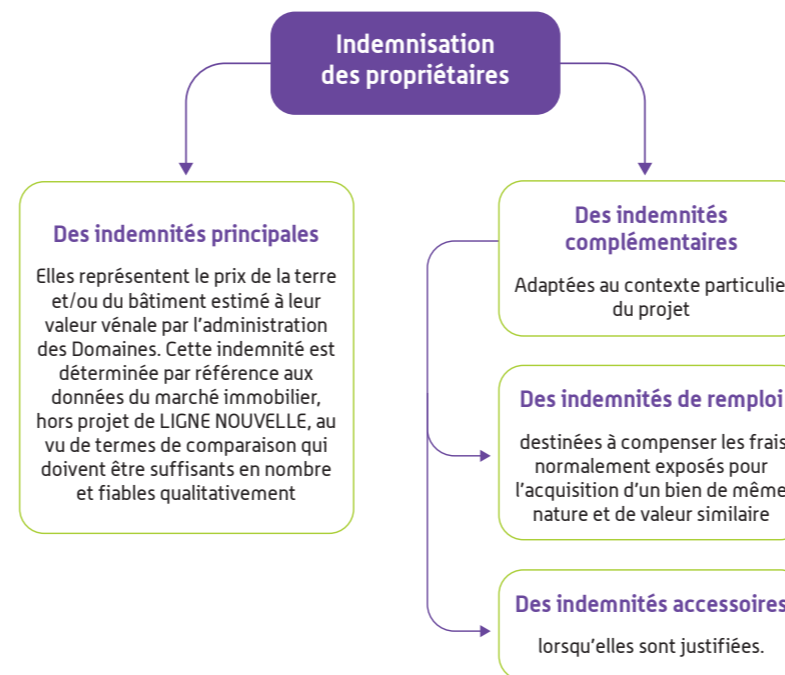 Indemnisation
des propriétaires
Des indemnités principales
Elles représentent le prix de la terre
et/ou du bâtiment estimé à leur
valeur vénale par l'administration
des Domaines. Cette indemnité est
déterminée par référence aux
données du marché immobilier,
hors projet de LIGNE NOUVELLE, au
vu de termes de comparaison qui
doivent être suffisants en nombre
et fiables qualitativement
Des indemnités
complémentaires
Adaptées au contexte particulie
du projet
Des indemnités de remploi
destinées à compenser les frais
normalement exposés pour
l'acquisition d'un bien de même
nature et de valeur similaire
Des indemnités accessoires
lorsqu'elles sont justifiées.